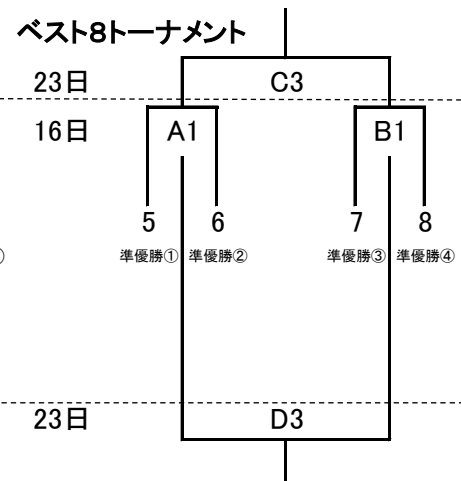 ベスト8トーナメント
23日 C3
16日 A1 B1
5 6 7 8
準優勝① 準優勝② 準優勝③ 準優勝④
23日 D3